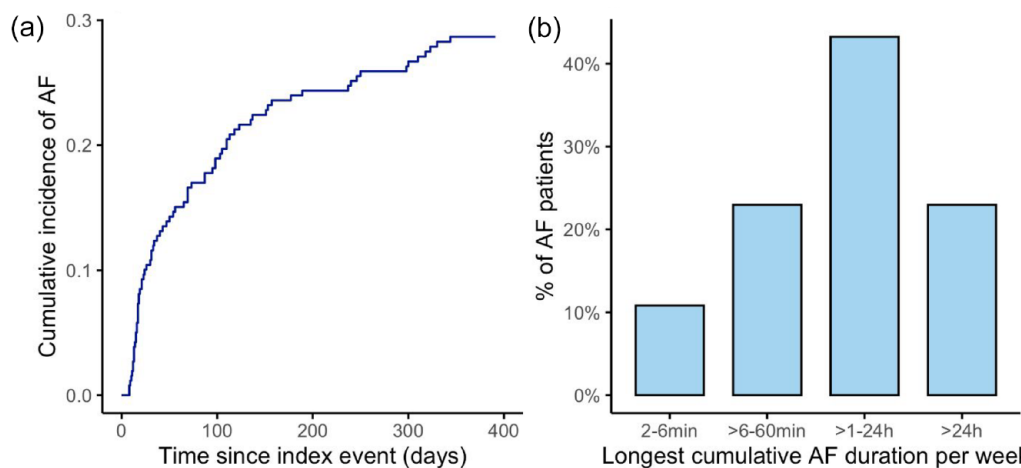 (a)
Cumulative incidence of AF
0.3
0.2
0.1
0.0
0
100
200
300
400
Time since index event (days)
(b)
% of AF patients
40%
30%
20%
10%
0%
2-6min
>6-60min
>1-24h
>24h
Longest cumulative AF duration per week